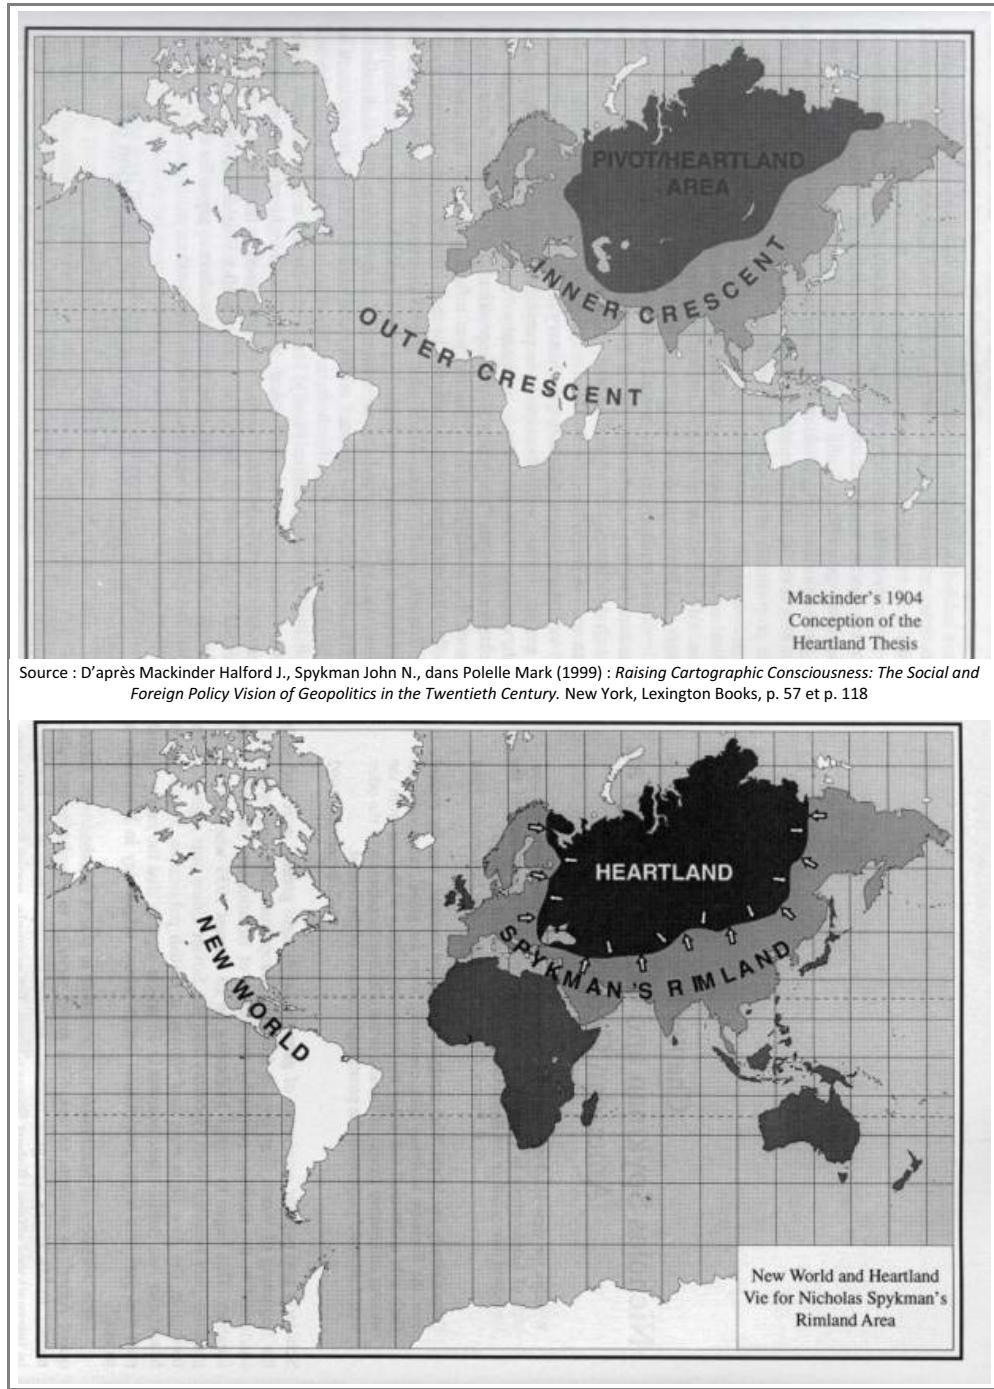 PIVOT/HEARTLAND
AREA
INNER CRESCENT
OUTER CRESCENT
Mackinder's 1904
Conception of the
Heartland Thesis
Source : D'après Mackinder Halford J., Spykman John N., dans Polelle Mark (1999) : Raising Cartographic Consciousness: The Social and
Foreign Policy Vision of Geopolitics in the Twentieth Century. New York, Lexington Books, p. 57 et p. 118
HEARTLAND
NEW WORLD
SPYKMAN'S RIMLAND
New World and Heartland
Vie for Nicholas Spykman's
Rimland Area